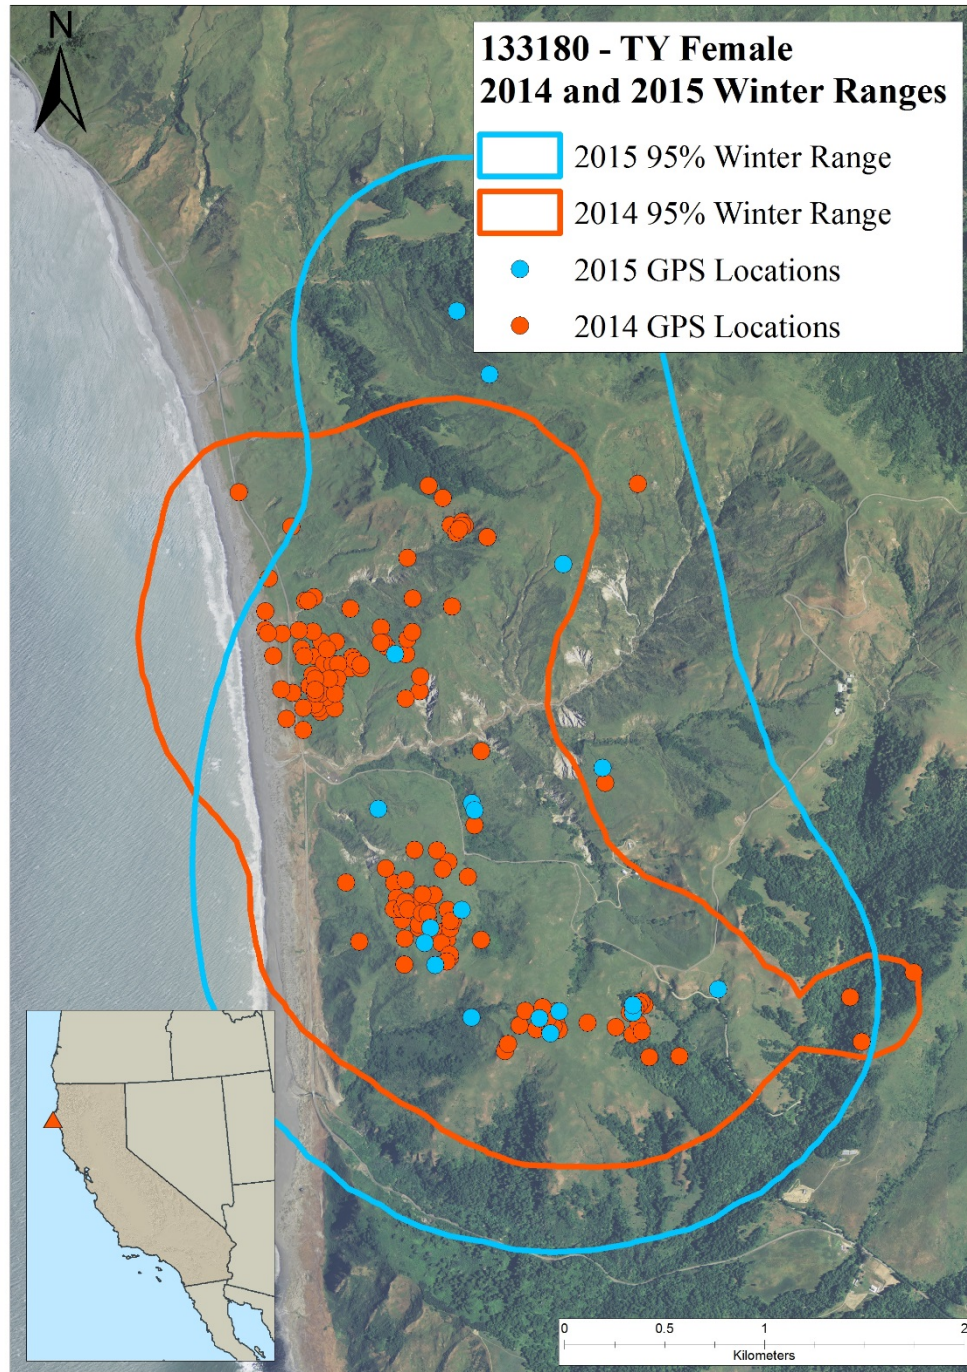 N
133180 - TY Female
2014 and 2015 Winter Ranges
2015 95% Winter Range
2014 95% Winter Range
2015 GPS Locations
2014 GPS Locations
0 0.5 1 2
Kilometers